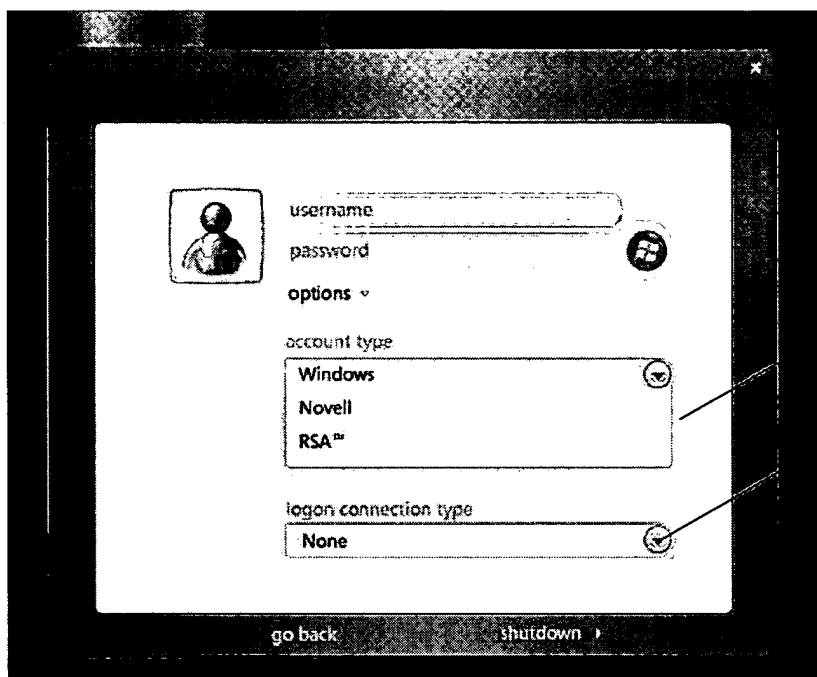 username
password
options
account type
Windows
Novell
RSA™
logon connection type
None
go back
shutdown